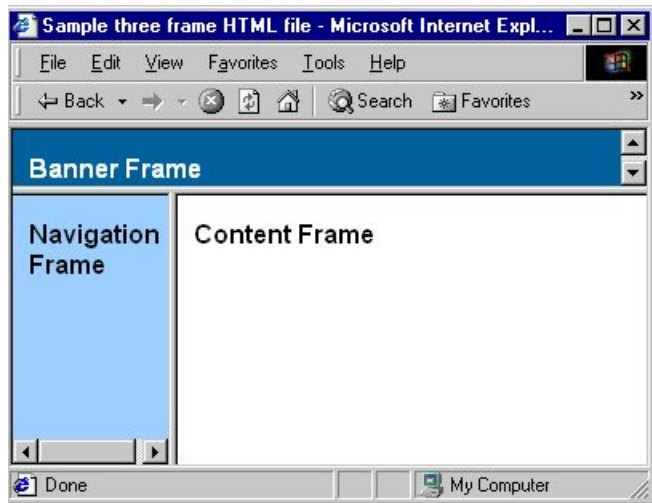 Sample three frame HTML file - Microsoft Internet Expl...
File Edit View Favorites Tools Help
Back Search Favorites »
Banner Frame
Navigation
Frame
Content Frame
Done My Computer